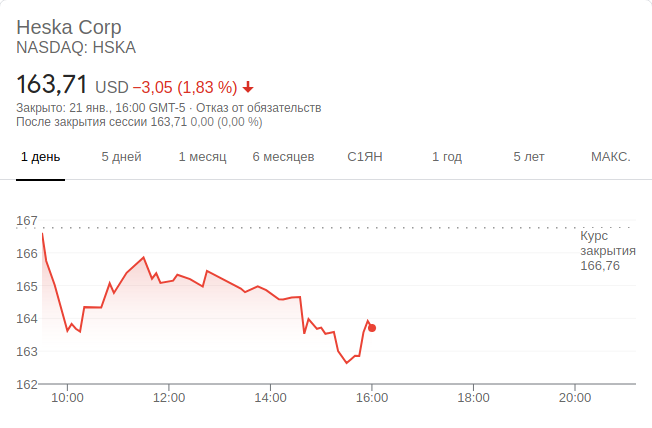 Heska Corp
NASDAQ: HSKA
163,71 USD −3,05 (1,83 %)
Закрыто: 21 янв., 16:00 GMT-5 · Отказ от обязательств
После закрытия сессии 163,71 0,00 (0,00 %)
1 день 5 дней 1 месяц 6 месяцев С1ЯН 1 год 5 лет МАКС.
167
Курс
закрытия
166,76
166
165
164
163
162
10:00 12:00 14:00 16:00 18:00 20:00